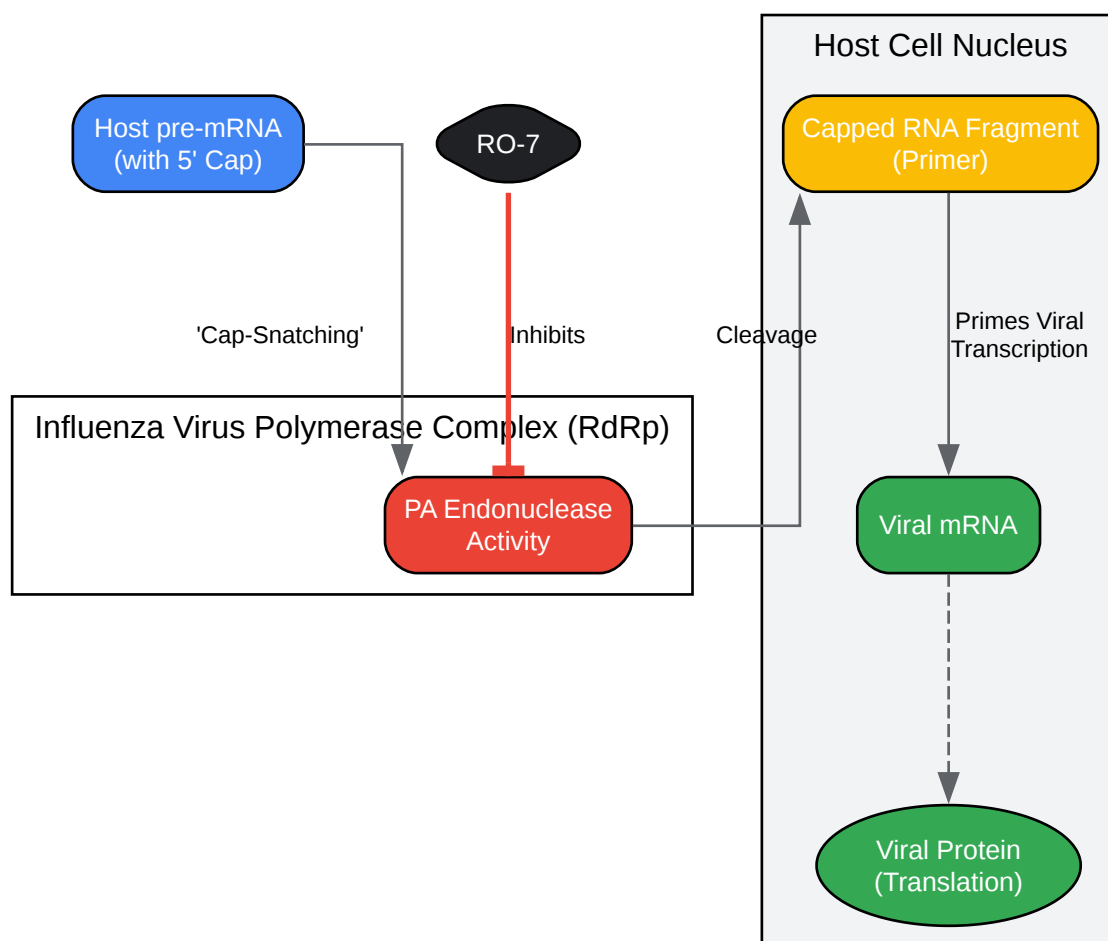 Host Cell Nucleus
Host pre-mRNA
(with 5' Cap)
RO-7
Capped RNA Fragment
(Primer)
'Cap-Snatching'
Inhibits
Cleavage
Primes Viral
Transcription
Influenza Virus Polymerase Complex (RdRp)
PA Endonuclease
Activity
Viral mRNA
Viral Protein
(Translation)